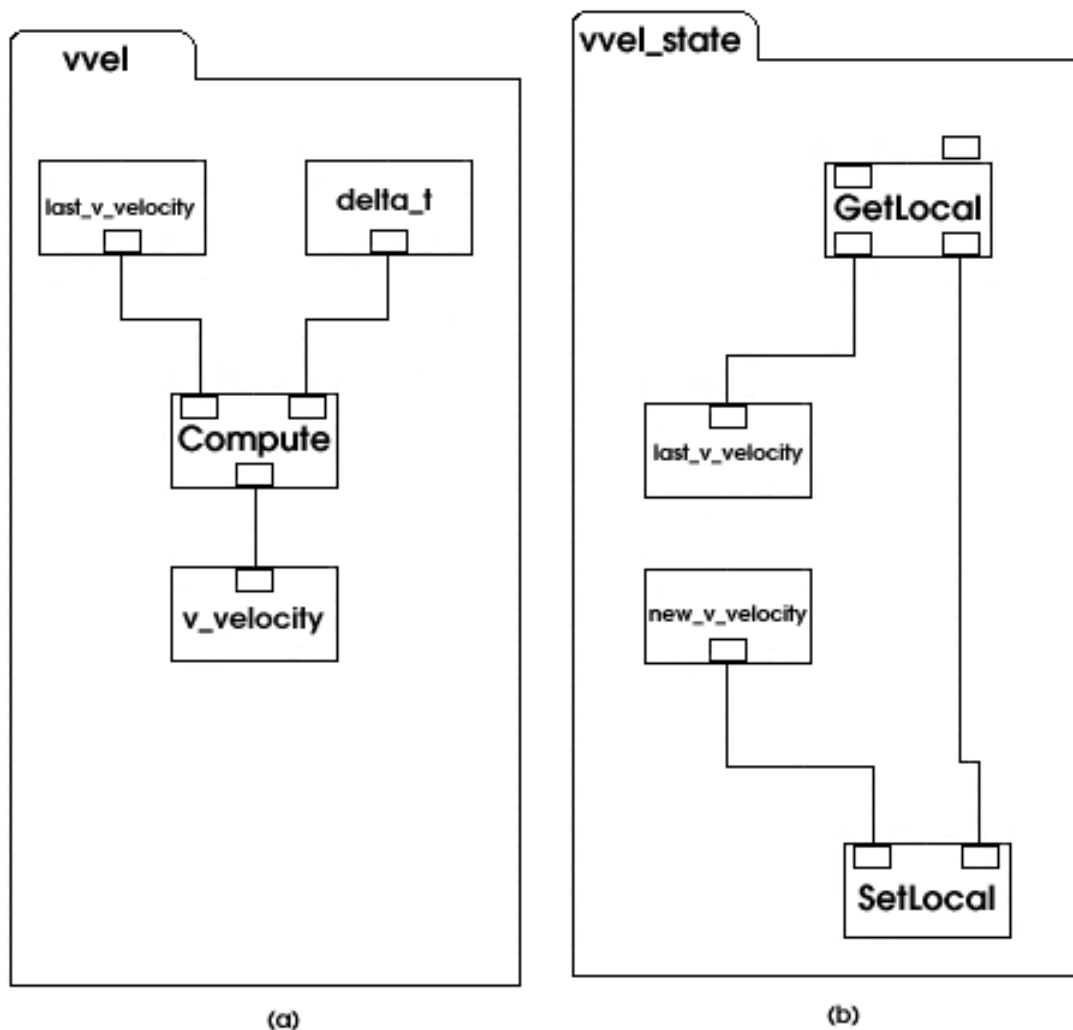 vvel
last_v_velocity
delta_t
Compute
v_velocity
(a)
vvel_state
GetLocal
last_v_velocity
new_v_velocity
SetLocal
(b)